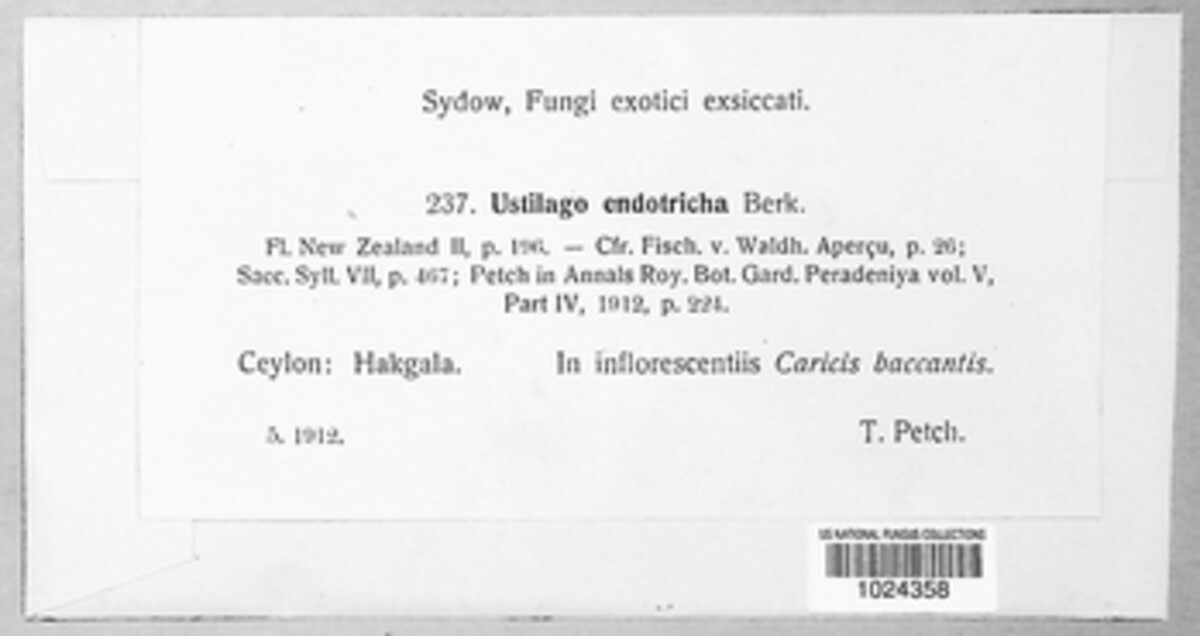 Sydow, Fungi exotici exsiccati.
237. Ustilago endotricha Berk.
Fl. New Zealand II, p. 196. — Cfr. Fisch. v. Waldh. Aperçu, p. 26;
Sacc. Syll. VII, p. 467; Petch in Annals Roy. Bot. Gard. Peradeniya vol. V,
Part IV, 1912, p. 224.
Ceylon: Hakgala. In inflorescentiis Caricis baccantis.
5. 1912. T. Petch.
US NATIONAL FUNGUS COLLECTIONS
1024358